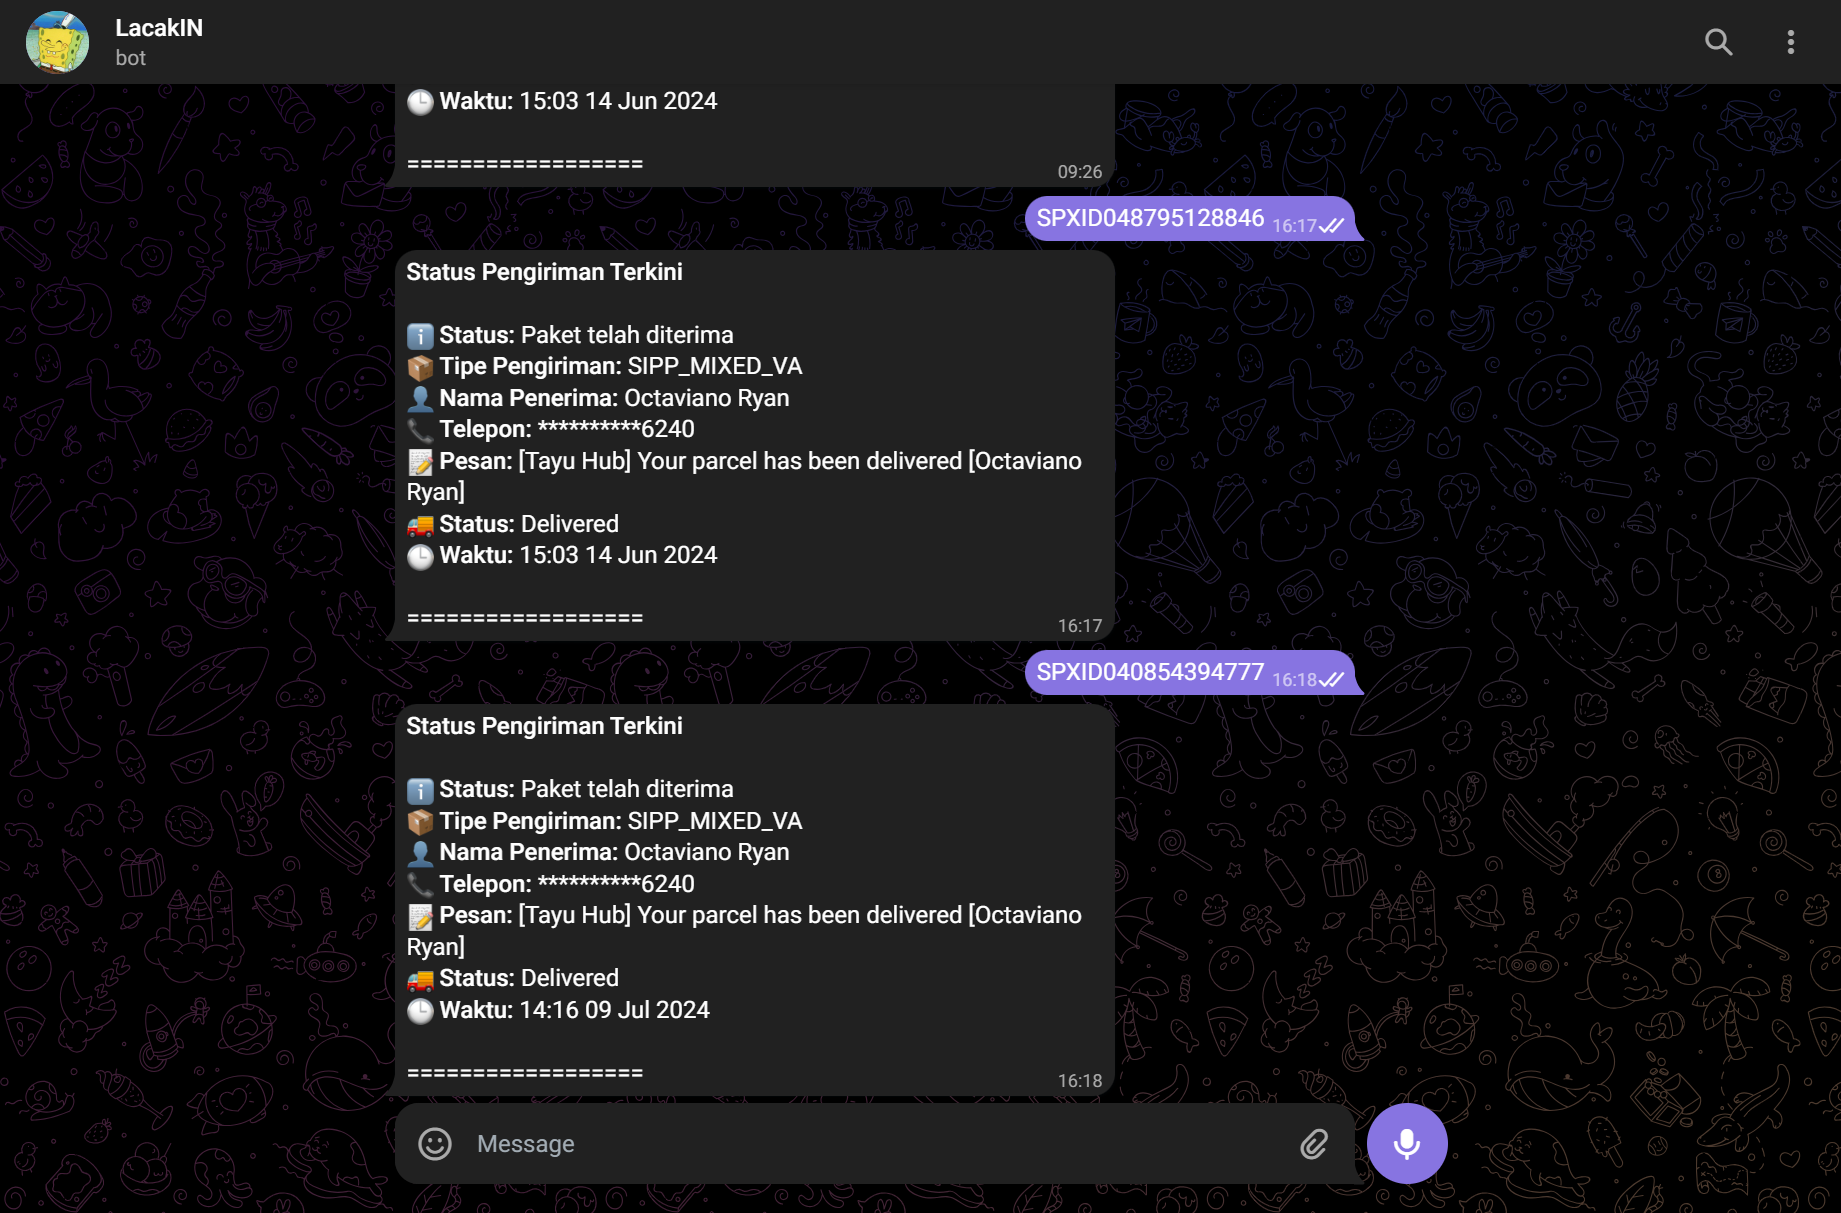 LacakIN
bot
Waktu: 15:03 14 Jun 2024
==================
09:26
SPXID048795128846 16:17
Status Pengiriman Terkini
Status: Paket telah diterima
Tipe Pengiriman: SIPP_MIXED_VA
Nama Penerima: Octaviano Ryan
Telepon: **********6240
Pesan: [Tayu Hub] Your parcel has been delivered [Octaviano
Ryan]
Status: Delivered
Waktu: 15:03 14 Jun 2024
==================
16:17
SPXID040854394777 16:18
Status Pengiriman Terkini
Status: Paket telah diterima
Tipe Pengiriman: SIPP_MIXED_VA
Nama Penerima: Octaviano Ryan
Telepon: **********6240
Pesan: [Tayu Hub] Your parcel has been delivered [Octaviano
Ryan]
Status: Delivered
Waktu: 14:16 09 Jul 2024
==================
16:18
Message